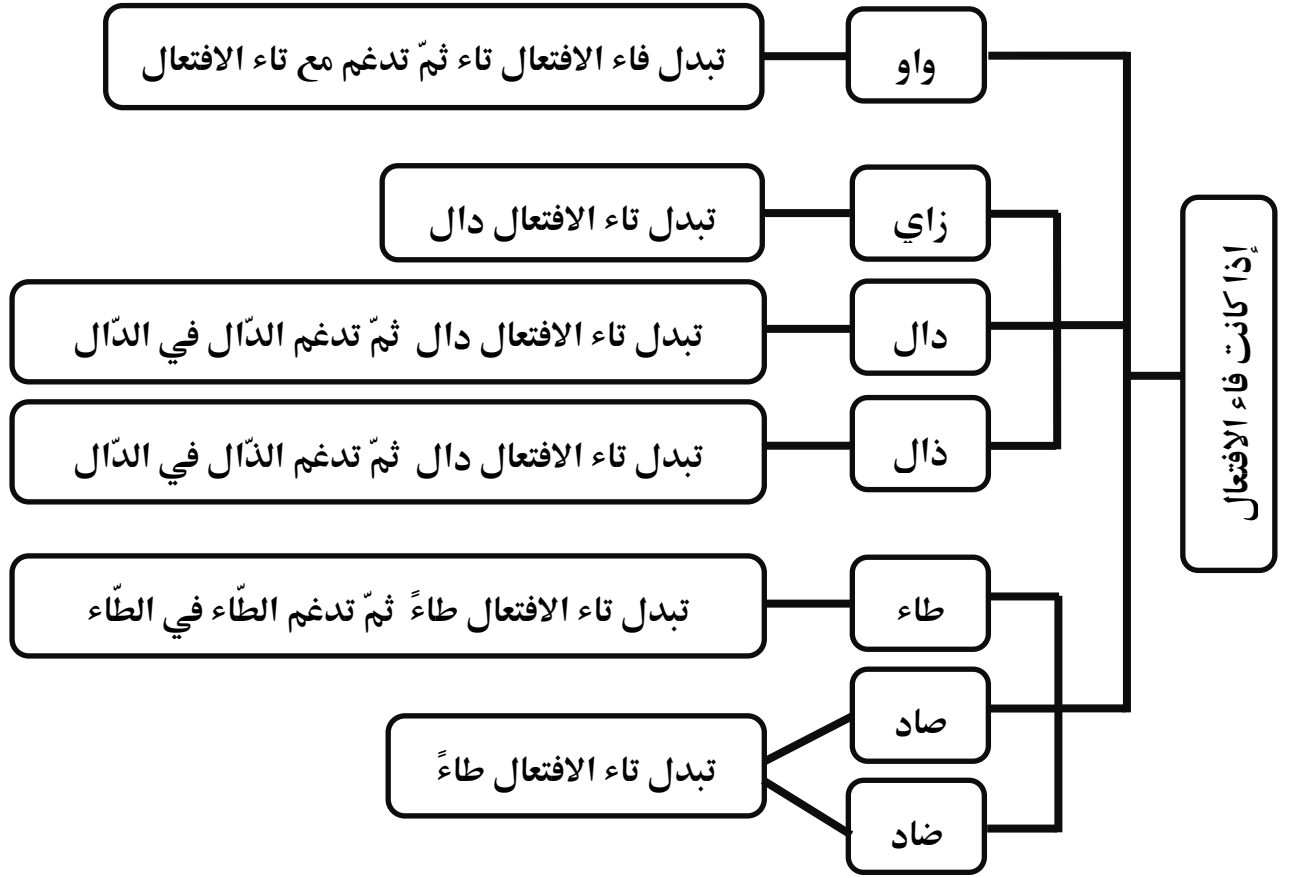 إذا كانت فاء الافتعال
واو
تبدل فاء الافتعال تاء ثمّ تدغم مع تاء الافتعال
زاي
تبدل تاء الافتعال دال
دال
تبدل تاء الافتعال دال ثمّ تدغم الدّال في الدّال
ذال
تبدل تاء الافتعال دال ثمّ تدغم الذّال في الدّال
طاء
تبدل تاء الافتعال طاءً ثمّ تدغم الطّاء في الطّاء
صاد
ضاد
تبدل تاء الافتعال طاءً